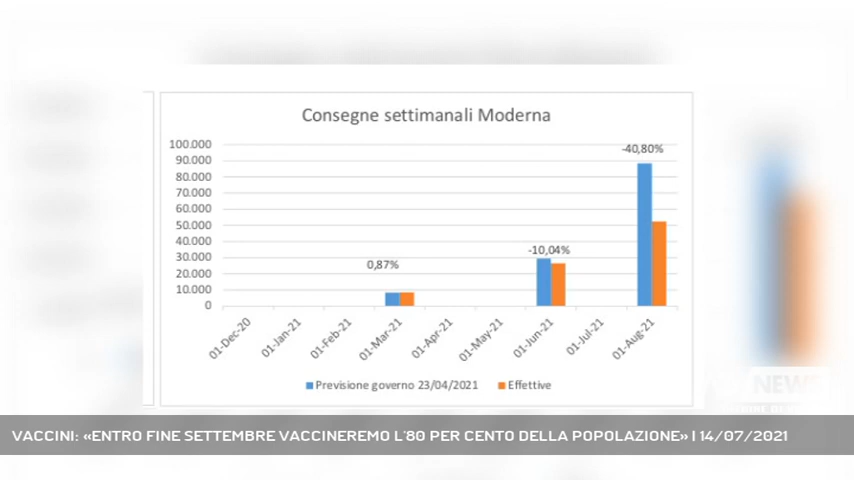 Consegne settimanali Moderna
100.000
90.000
80.000
70.000
60.000
50.000
40.000
30.000
20.000
10.000
0
0,87%
-10,04%
-40,80%
01-Dec-20
01-Jan-21
01-Feb-21
01-Mar-21
01-Apr-21
01-May-21
01-Jun-21
01-Jul-21
01-Aug-21
Previsione governo 23/04/2021
Effettive
NEWS
VACCINI: «ENTRO FINE SETTEMBRE VACCINEREMO L'80 PER CENTO DELLA POPOLAZIONE» | 14/07/2021